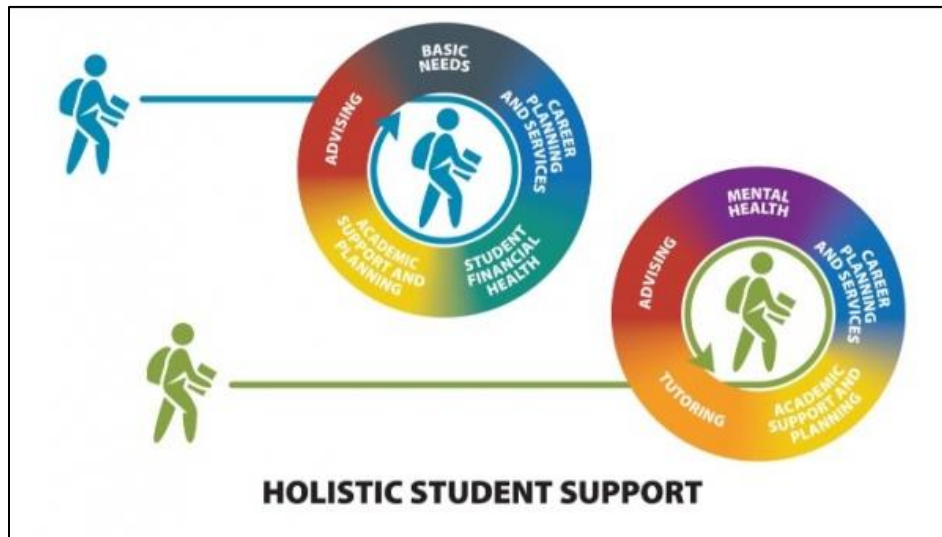 BASIC
NEEDS
CAREER
PLANNING
AND SERVICES
STUDENT
FINANCIAL
HEALTH
ACADEMIC
SUPPORT AND
PLANNING
ADVISING
MENTAL
HEALTH
CAREER
PLANNING
AND SERVICES
ACADEMIC
SUPPORT AND
PLANNING
TUTORING
ADVISING
HOLISTIC STUDENT SUPPORT